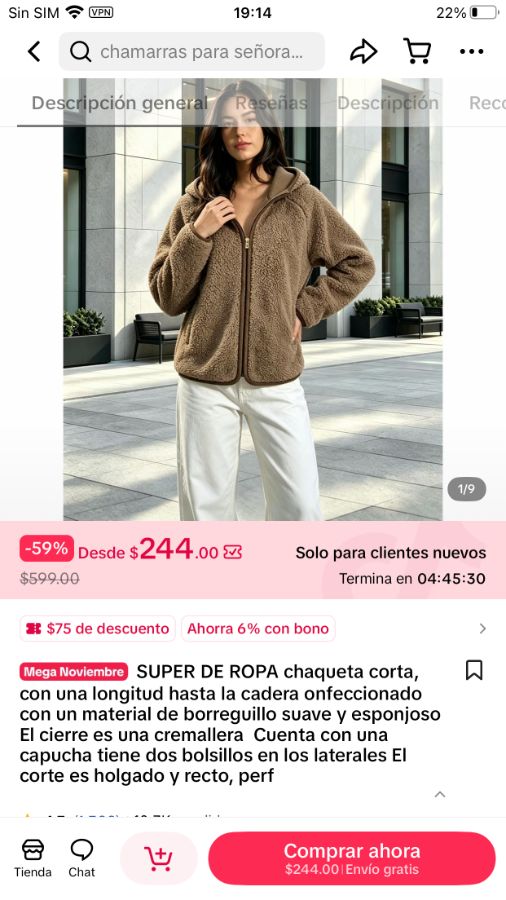 Sin SIM VPN 19:14 22%
chamarras para señora...
Descripción general Reseñas Descripción Reco
1/9
-59% Desde $244.00 Solo para clientes nuevos
$599.00 Termina en 04:45:30
$75 de descuento Ahorra 6% con bono
Mega Noviembre SUPER DE ROPA chaqueta corta,
con una longitud hasta la cadera onfeccionado
con un material de borreguillo suave y esponjoso
El cierre es una cremallera Cuenta con una
capucha tiene dos bolsillos en los laterales El
corte es holgado y recto, perf
Comprar ahora
Tienda Chat $244.00 | Envío gratis